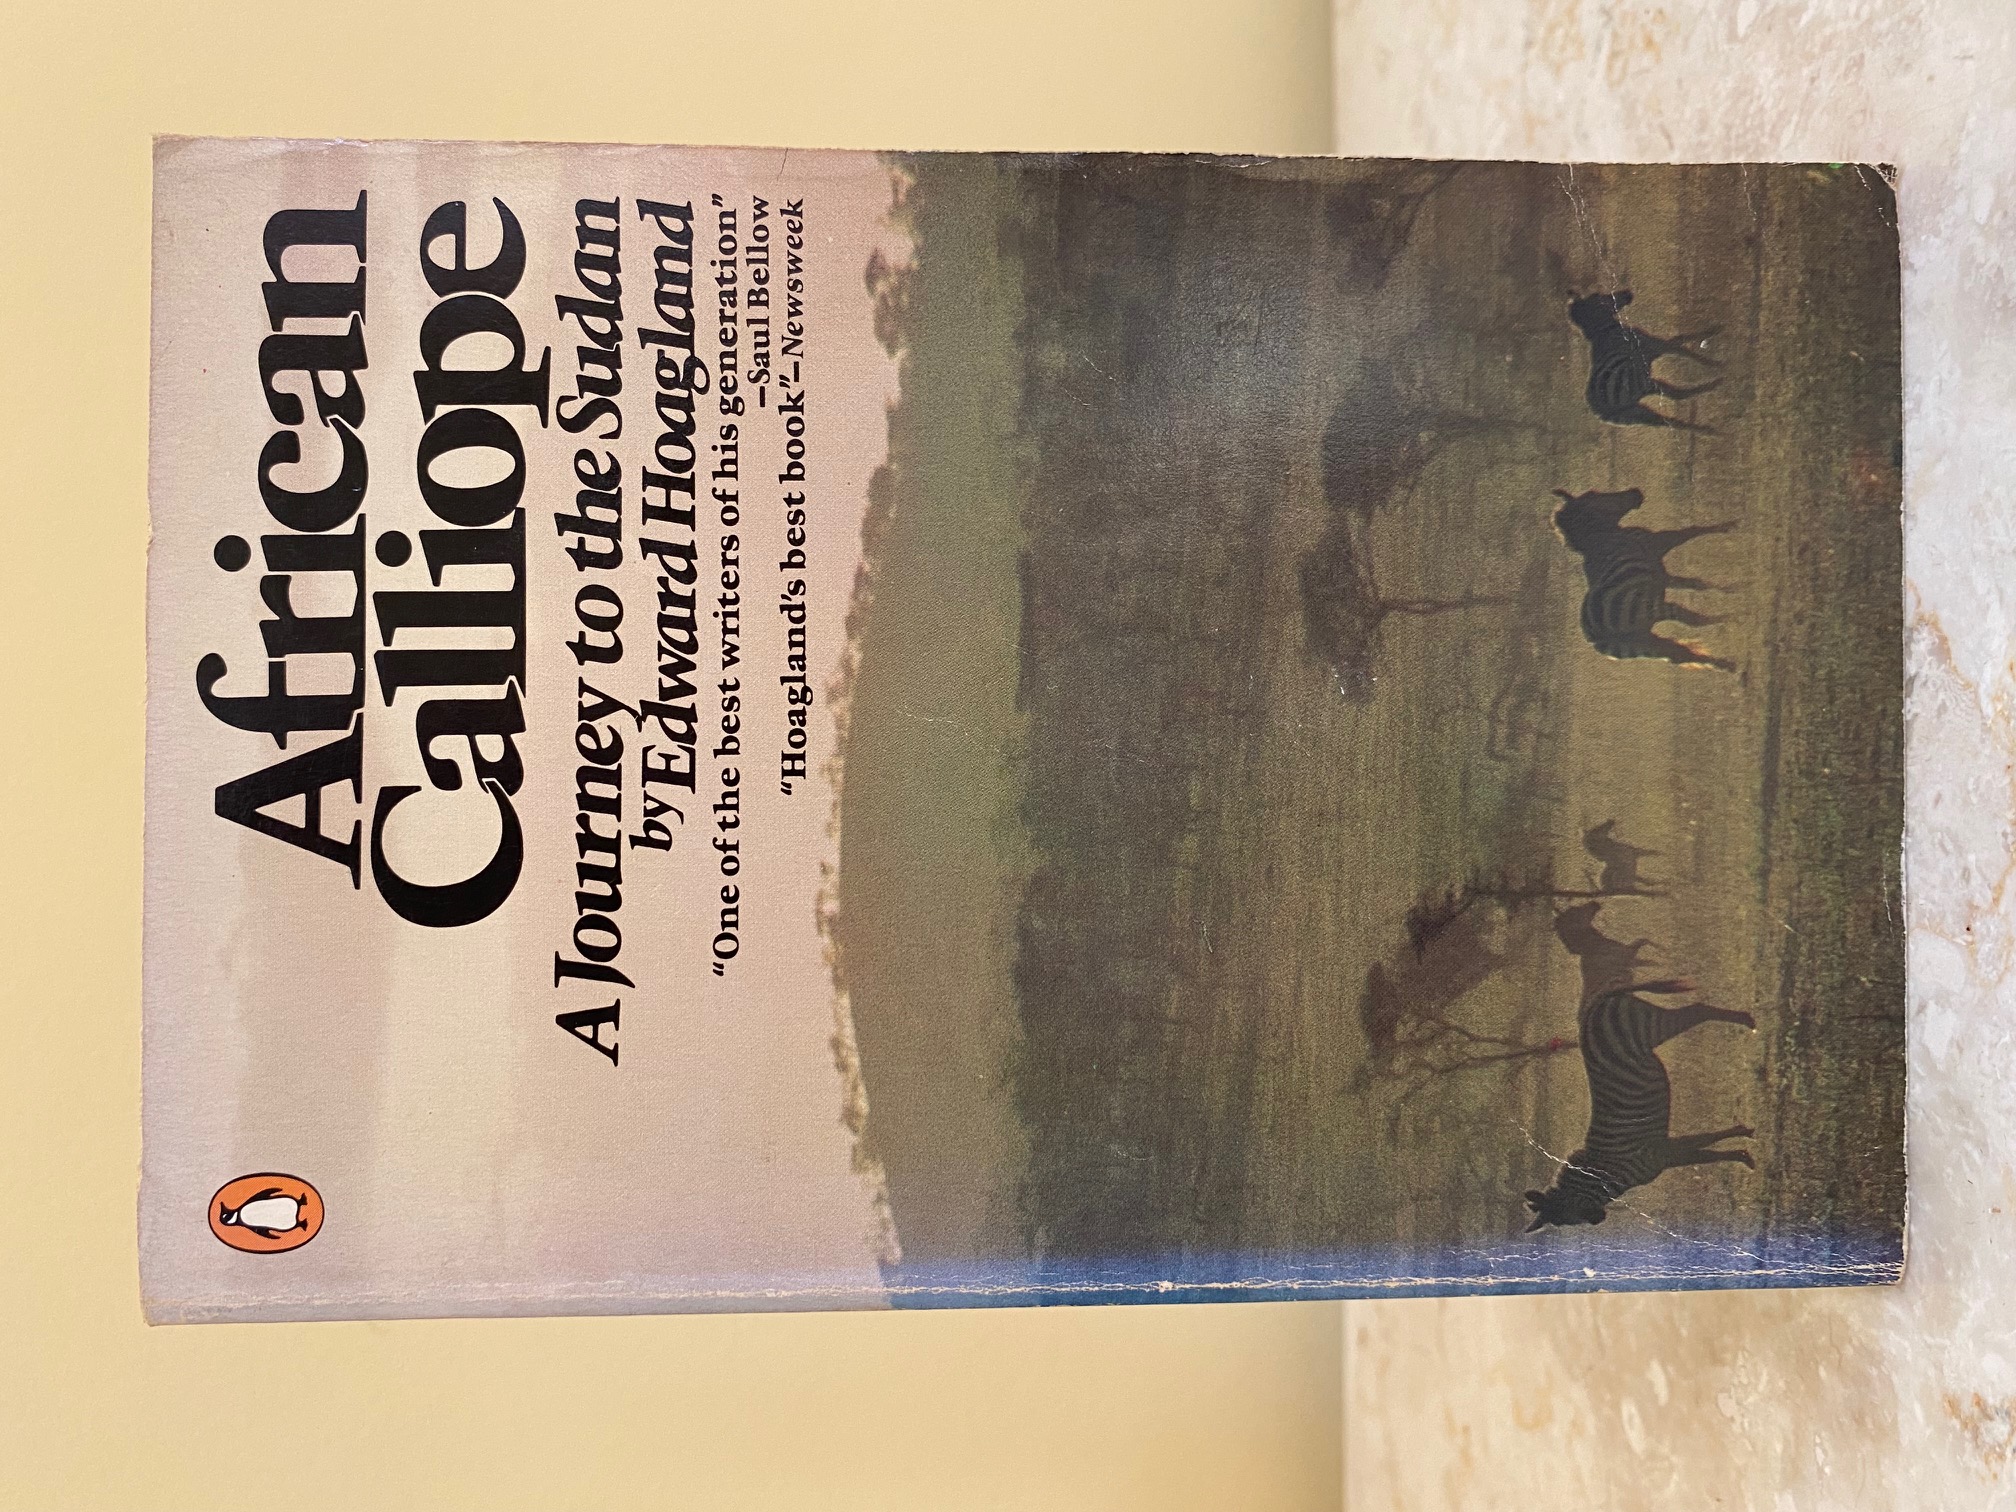 African
Calliope
A Journey to the Sudan
by Edward Hoagland
“One of the best writers of his generation”
–Saul Bellow
“Hoagland’s best book”–Newsweek